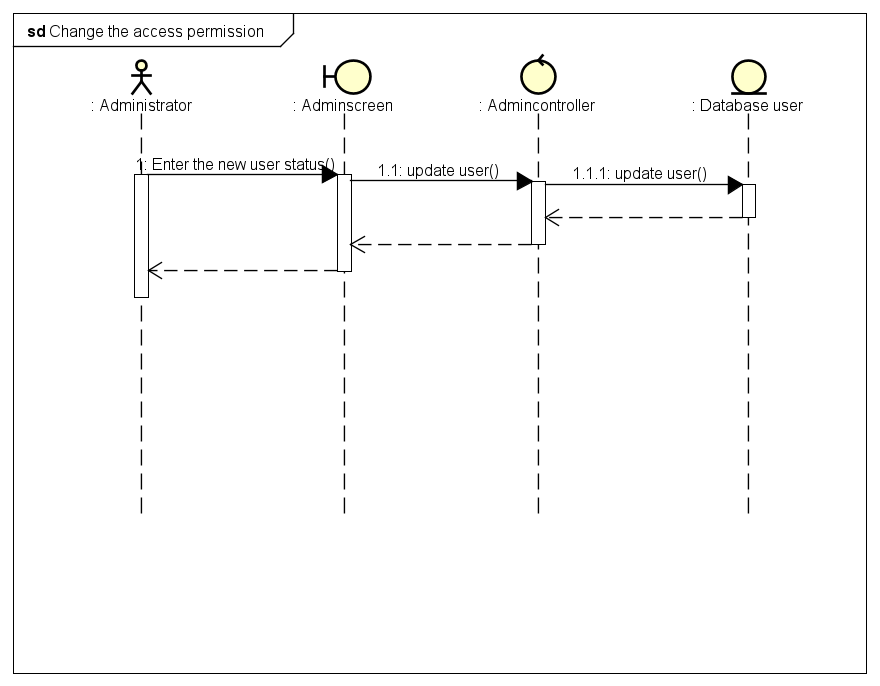 sd Change the access permission
: Administrator
: Adminscreen
: Admincontroller
: Database user
1: Enter the new user status()
1.1: update user()
1.1.1: update user()